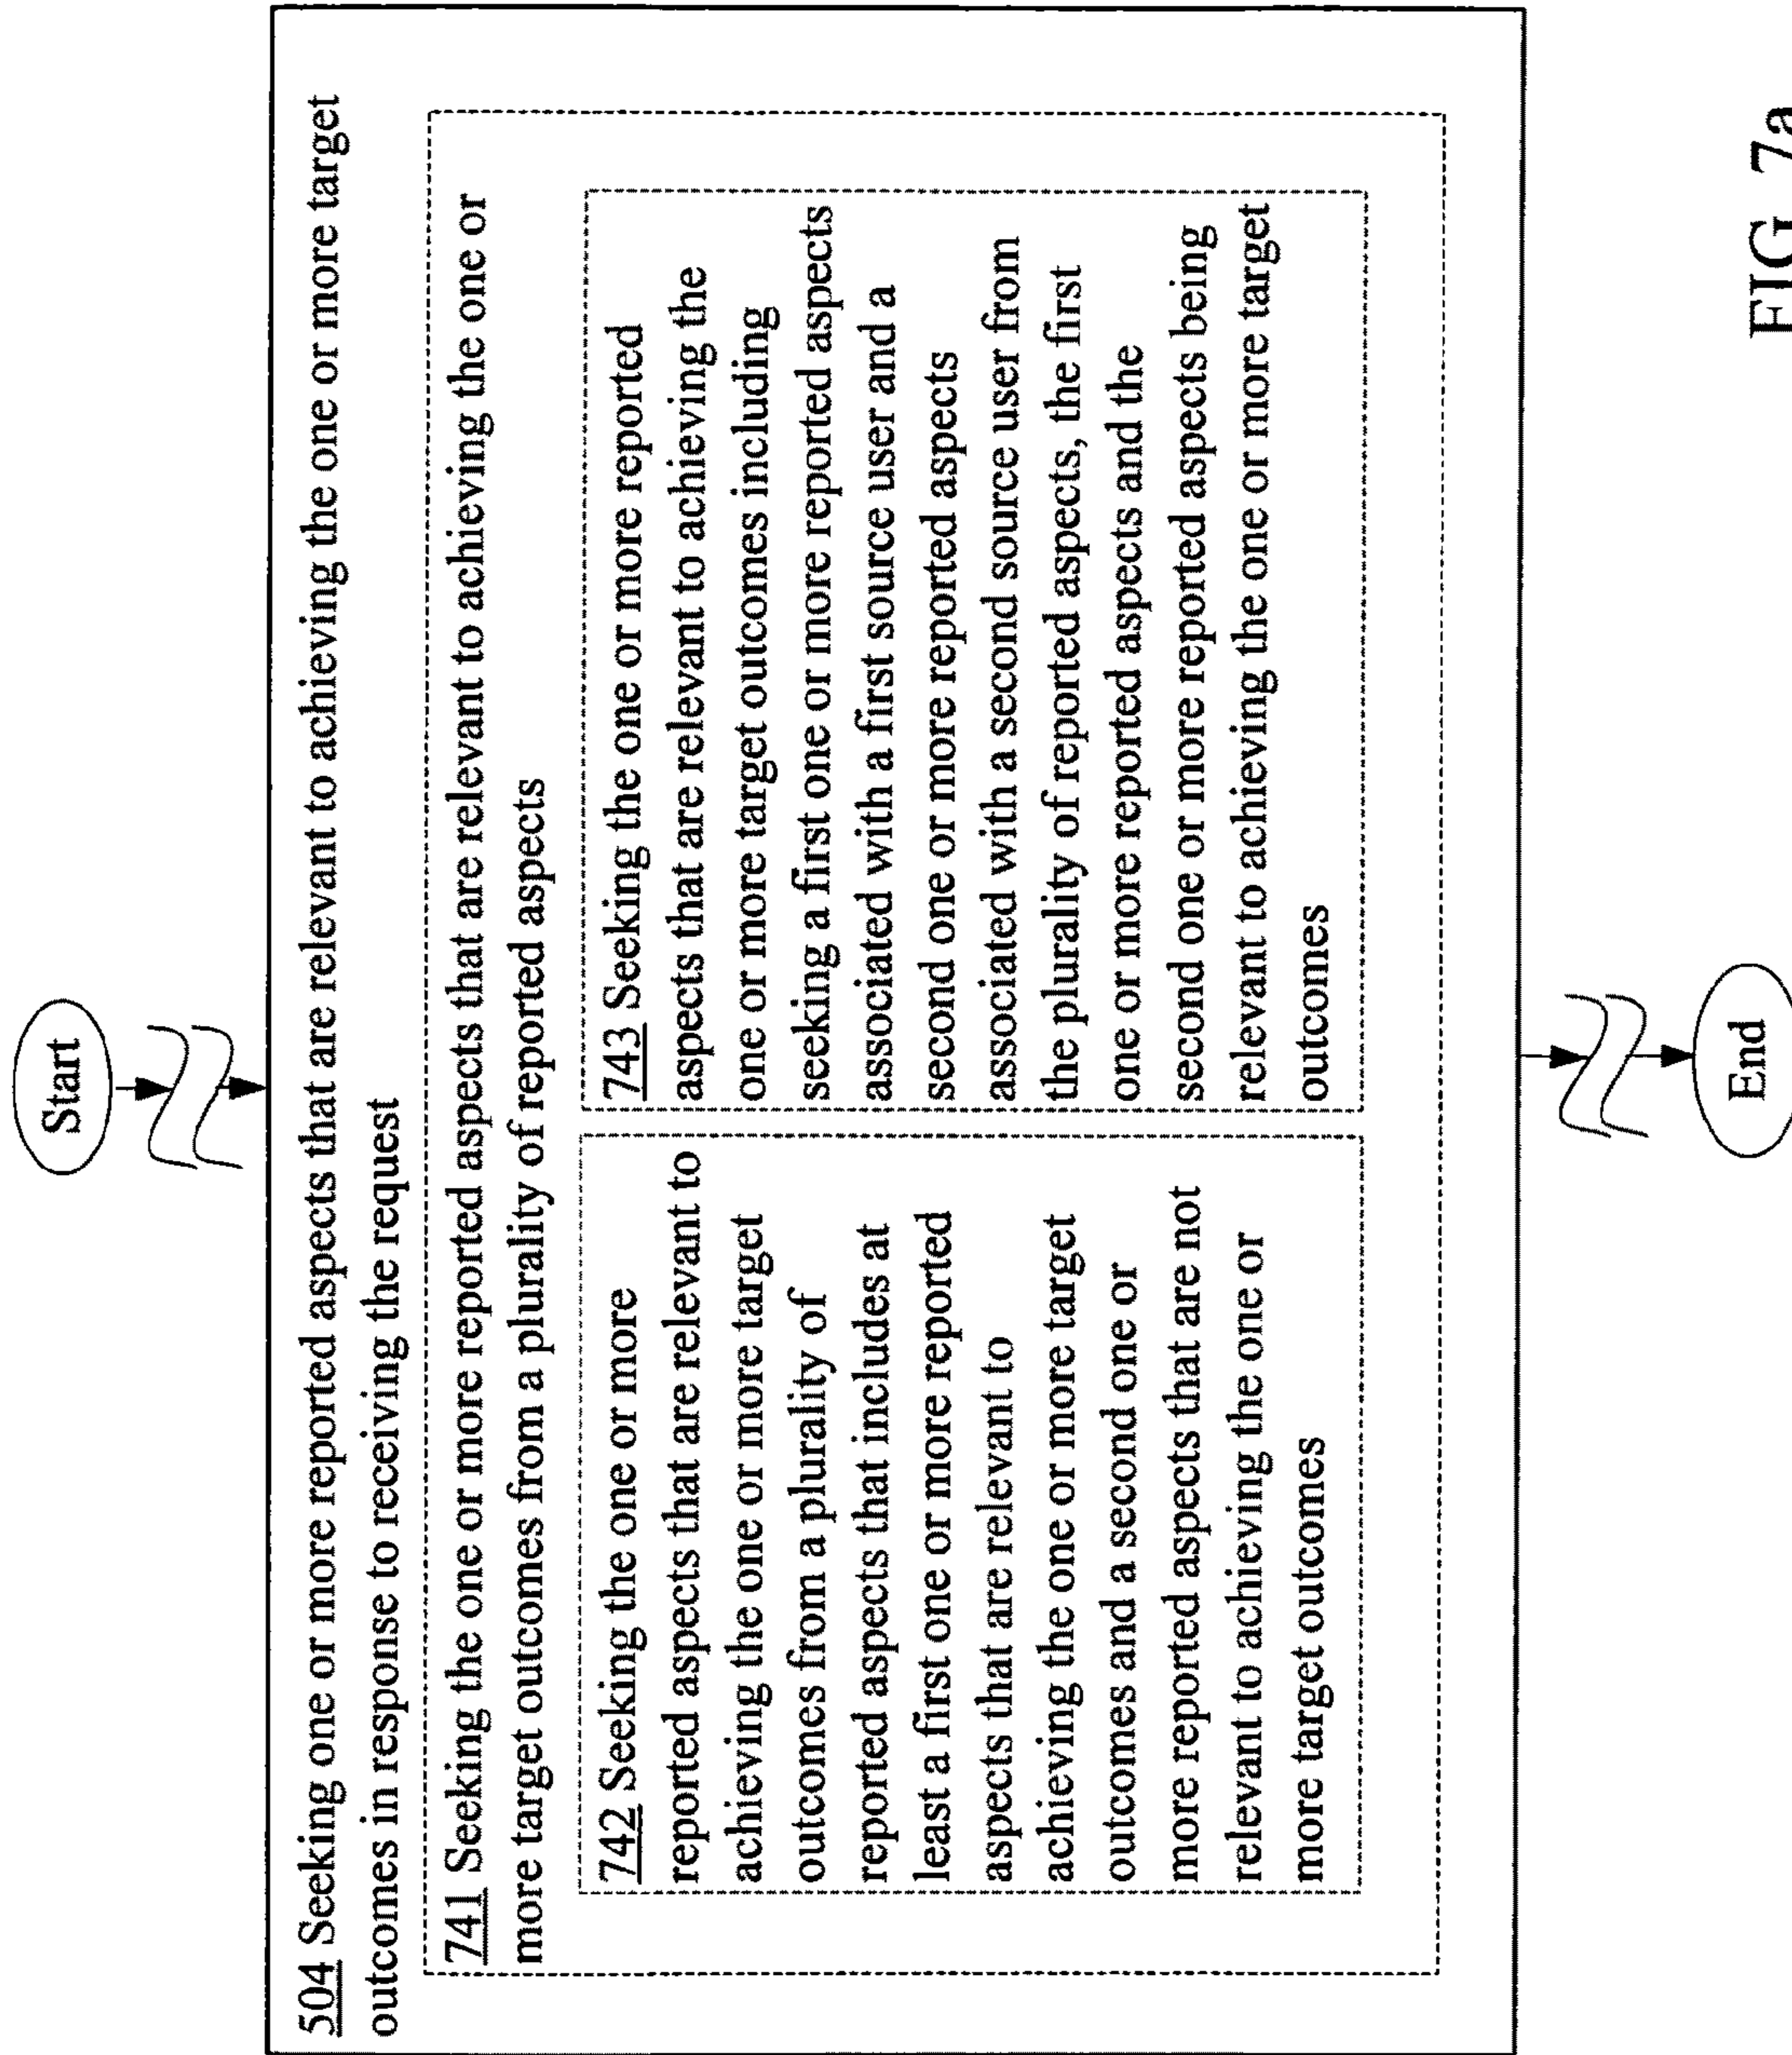 Start
504 Seeking one or more reported aspects that are relevant to achieving the one or more target
outcomes in response to receiving the request
741 Seeking the one or more reported aspects that are relevant to achieving the one or
more target outcomes from a plurality of reported aspects
742 Seeking the one or more
reported aspects that are relevant to
achieving the one or more target
outcomes from a plurality of
reported aspects that includes at
least a first one or more reported
aspects that are relevant to
achieving the one or more target
outcomes and a second one or
more reported aspects that are not
relevant to achieving the one or
more target outcomes
743 Seeking the one or more reported
aspects that are relevant to achieving the
one or more target outcomes including
seeking a first one or more reported aspects
associated with a first source user and a
second one or more reported aspects
associated with a second source user from
the plurality of reported aspects, the first
one or more reported aspects and the
second one or more reported aspects being
relevant to achieving the one or more target
outcomes
End
FIG. 7a